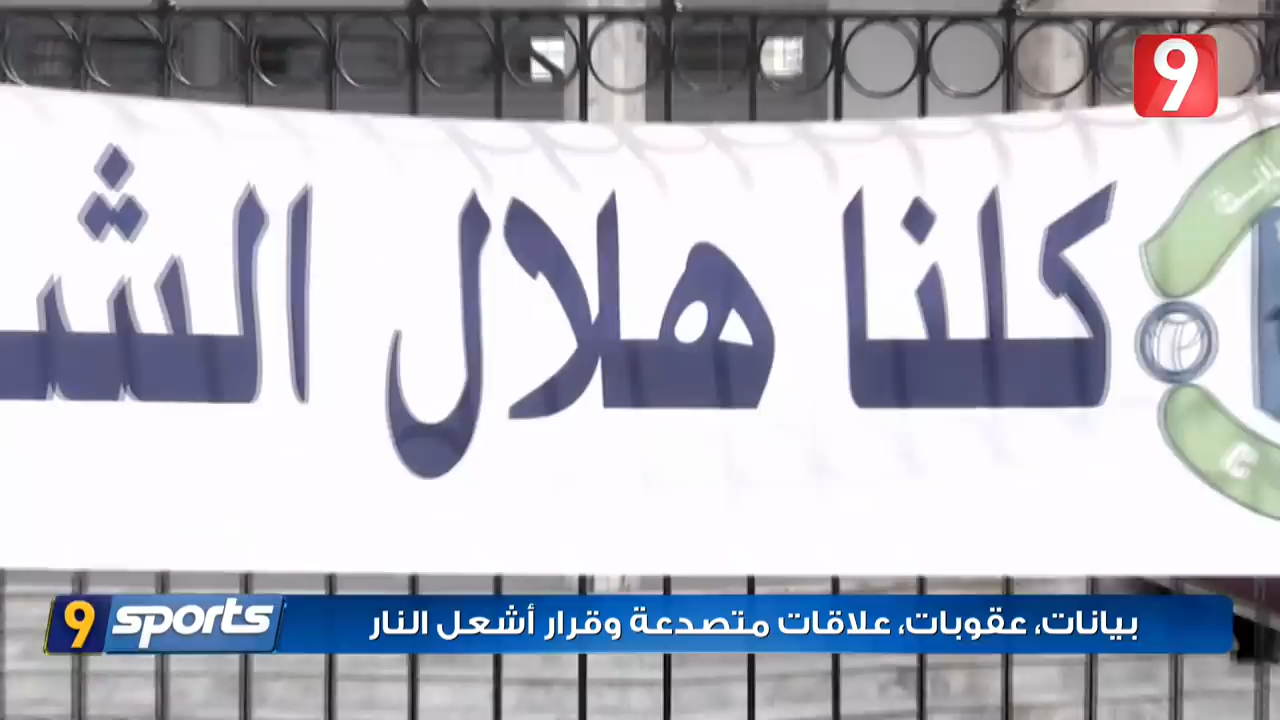 9
كلنا هلال الش
بيانات، عقوبات، علاقات متصدعة وقرار أشعل النار
9 sports